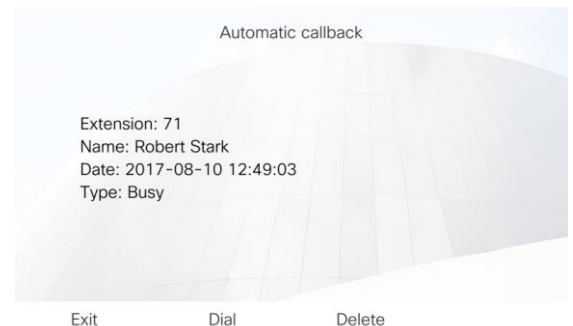 Automatic callback
Extension: 71
Name: Robert Stark
Date: 2017-08-10 12:49:03
Type: Busy
Exit Dial Delete